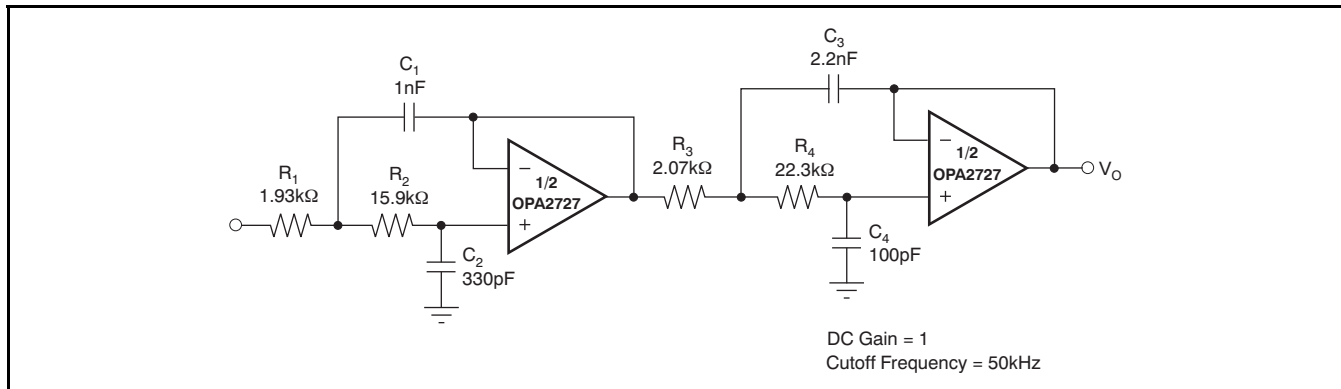 C1
1nF
R1
1.93kΩ
R2
15.9kΩ
C2
330pF
−
+
1/2
OPA2727
R3
2.07kΩ
C3
2.2nF
R4
22.3kΩ
C4
100pF
−
+
1/2
OPA2727
VO
DC Gain = 1
Cutoff Frequency = 50kHz